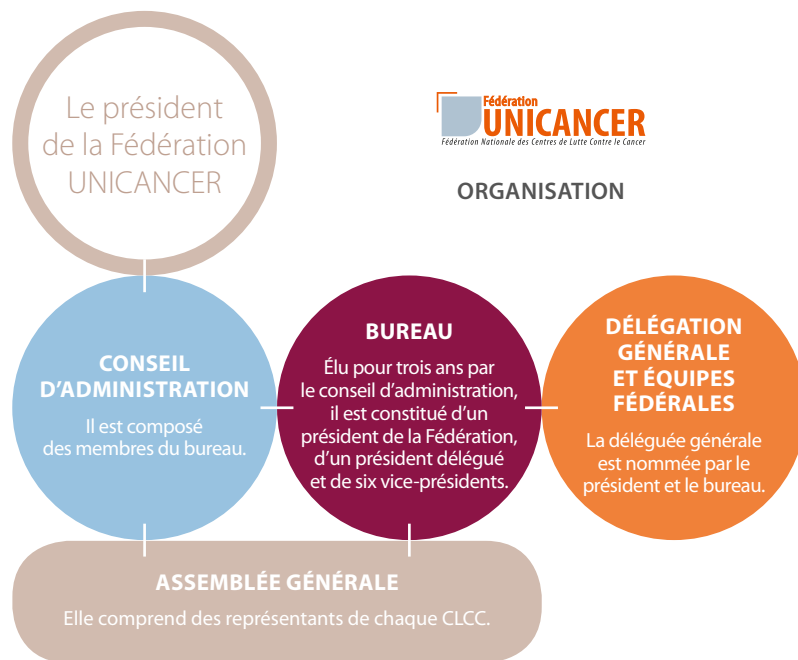 Le président
de la Fédération
UNICANCER
Fédération
UNICANCER
Fédération Nationale des Centres de Lutte Contre le Cancer
ORGANISATION
CONSEIL
D’ADMINISTRATION
Il est composé
des membres du bureau.
BUREAU
Élu pour trois ans par
le conseil d’administration,
il est constitué d’un
président de la Fédération,
d’un président délégué
et de six vice-présidents.
DÉLÉGATION
GÉNÉRALE
ET ÉQUIPES
FÉDÉRALES
La déléguée générale
est nommée par le
président et le bureau.
ASSEMBLÉE GÉNÉRALE
Elle comprend des représentants de chaque CLCC.